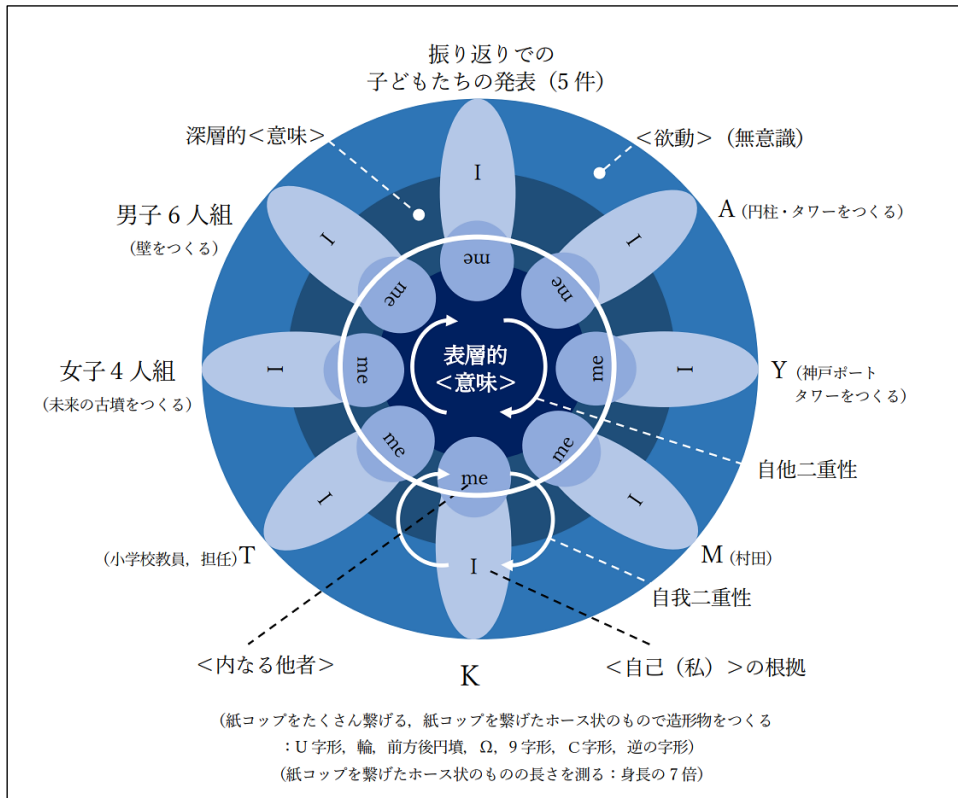 振り返りでの
子どもたちの発表（5 件）
深層的＜意味＞
＜欲動＞（無意識）
I
男子 6 人組
（壁をつくる）
I
I
A（円柱・タワーをつくる）
me
me
me
女子 4 人組
（未来の古墳をつくる）
I
me
表層的
＜意味＞
me
I
Y（神戸ポート
タワーをつくる）
me
me
me
自他二重性
I
I
I
（小学校教員，担任）T
M（村田）
自我二重性
＜内なる他者＞
＜自己（私）＞の根拠
K
（紙コップをたくさん繋げる，紙コップを繋げたホース状のもので造形物をつくる
：U 字形，輪，前方後円墳，Ω，9 字形，C 字形，逆の字形）
（紙コップを繋げたホース状のものの長さを測る：身長の 7 倍）